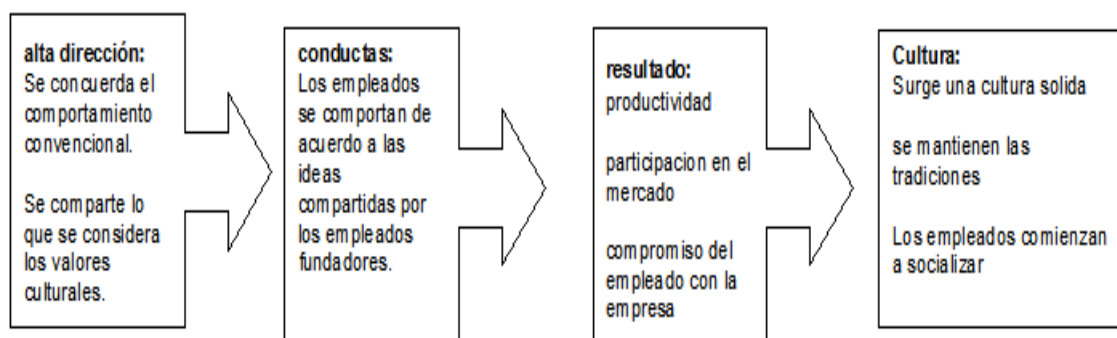 alta dirección:
Se concuerda el
comportamiento
convencional.
Se comparte lo
que se considera
los valores
culturales.
conductas:
Los empleados
se comportan de
acuerdo a las
ideas
compartidas por
los empleados
fundadores.
resultado:
productividad
participacion en el
mercado
compromiso del
empleado con la
empresa
Cultura:
Surge una cultura solida
se mantienen las
tradiciones
Los empleados comienzan
a socializar